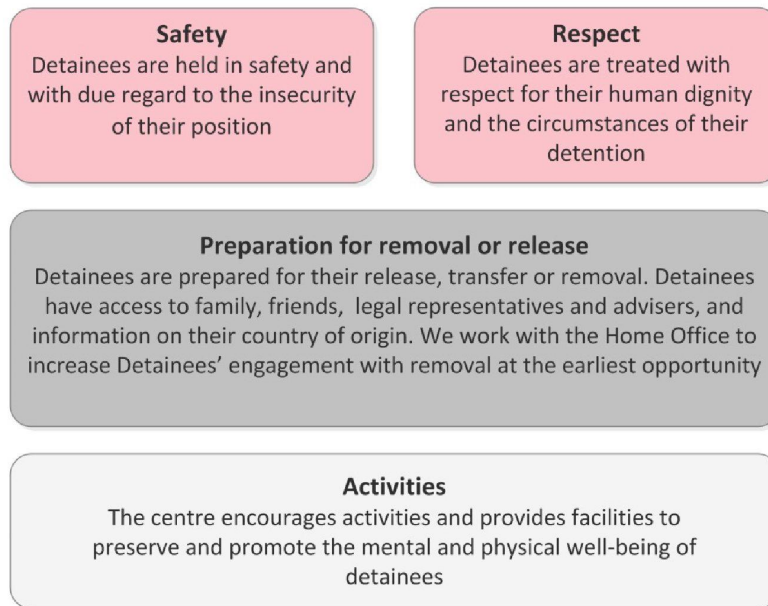 Safety
Detainees are held in safety and
with due regard to the insecurity
of their position
Respect
Detainees are treated with
respect for their human dignity
and the circumstances of their
detention
Preparation for removal or release
Detainees are prepared for their release, transfer or removal. Detainees
have access to family, friends, legal representatives and advisers, and
information on their country of origin. We work with the Home Office to
increase Detainees’ engagement with removal at the earliest opportunity
Activities
The centre encourages activities and provides facilities to
preserve and promote the mental and physical well-being of
detainees